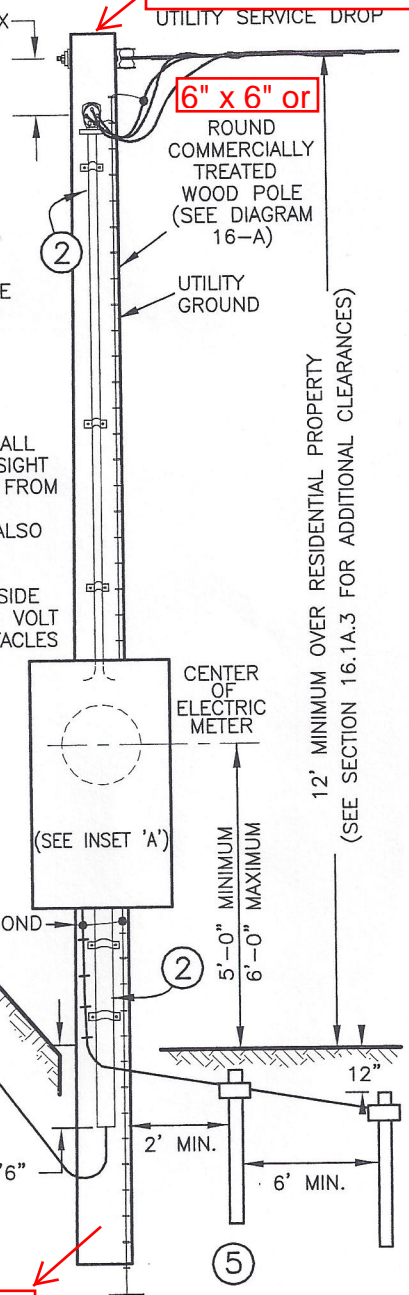 X
UTILITY SERVICE DROP
6" x 6" or
ROUND
COMMERCIALLY
TREATED
WOOD POLE
(SEE DIAGRAM
16-A)
2
E
UTILITY
GROUND
ALL
SIGHT
FROM
ALSO
SIDE
VOLT
TACLES
12' MINIMUM OVER RESIDENTIAL PROPERTY
(SEE SECTION 16.1A.3 FOR ADDITIONAL CLEARANCES)
CENTER
OF
ELECTRIC
METER
(SEE INSET 'A')
5'-0" MINIMUM
6'-0" MAXIMUM
OND
2
12"
2' MIN.
'6"
6' MIN.
5